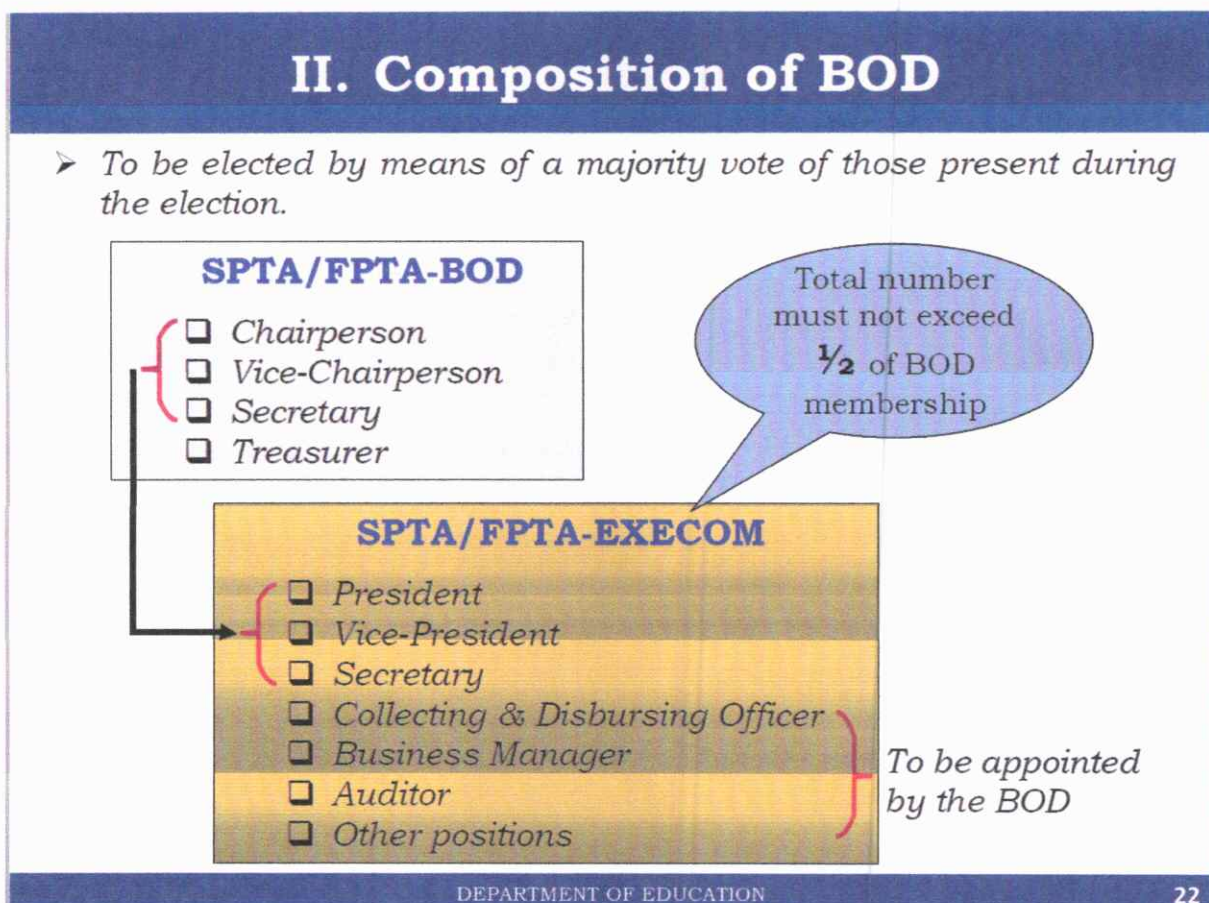 II. Composition of BOD
➤ To be elected by means of a majority vote of those present during
the election.
SPTA/FPTA-BOD
❑ Chairperson
❑ Vice-Chairperson
❑ Secretary
❑ Treasurer
Total number
must not exceed
½ of BOD
membership
SPTA/FPTA-EXECOM
❑ President
❑ Vice-President
❑ Secretary
❑ Collecting & Disbursing Officer
❑ Business Manager
❑ Auditor
❑ Other positions
To be appointed
by the BOD
DEPARTMENT OF EDUCATION
22